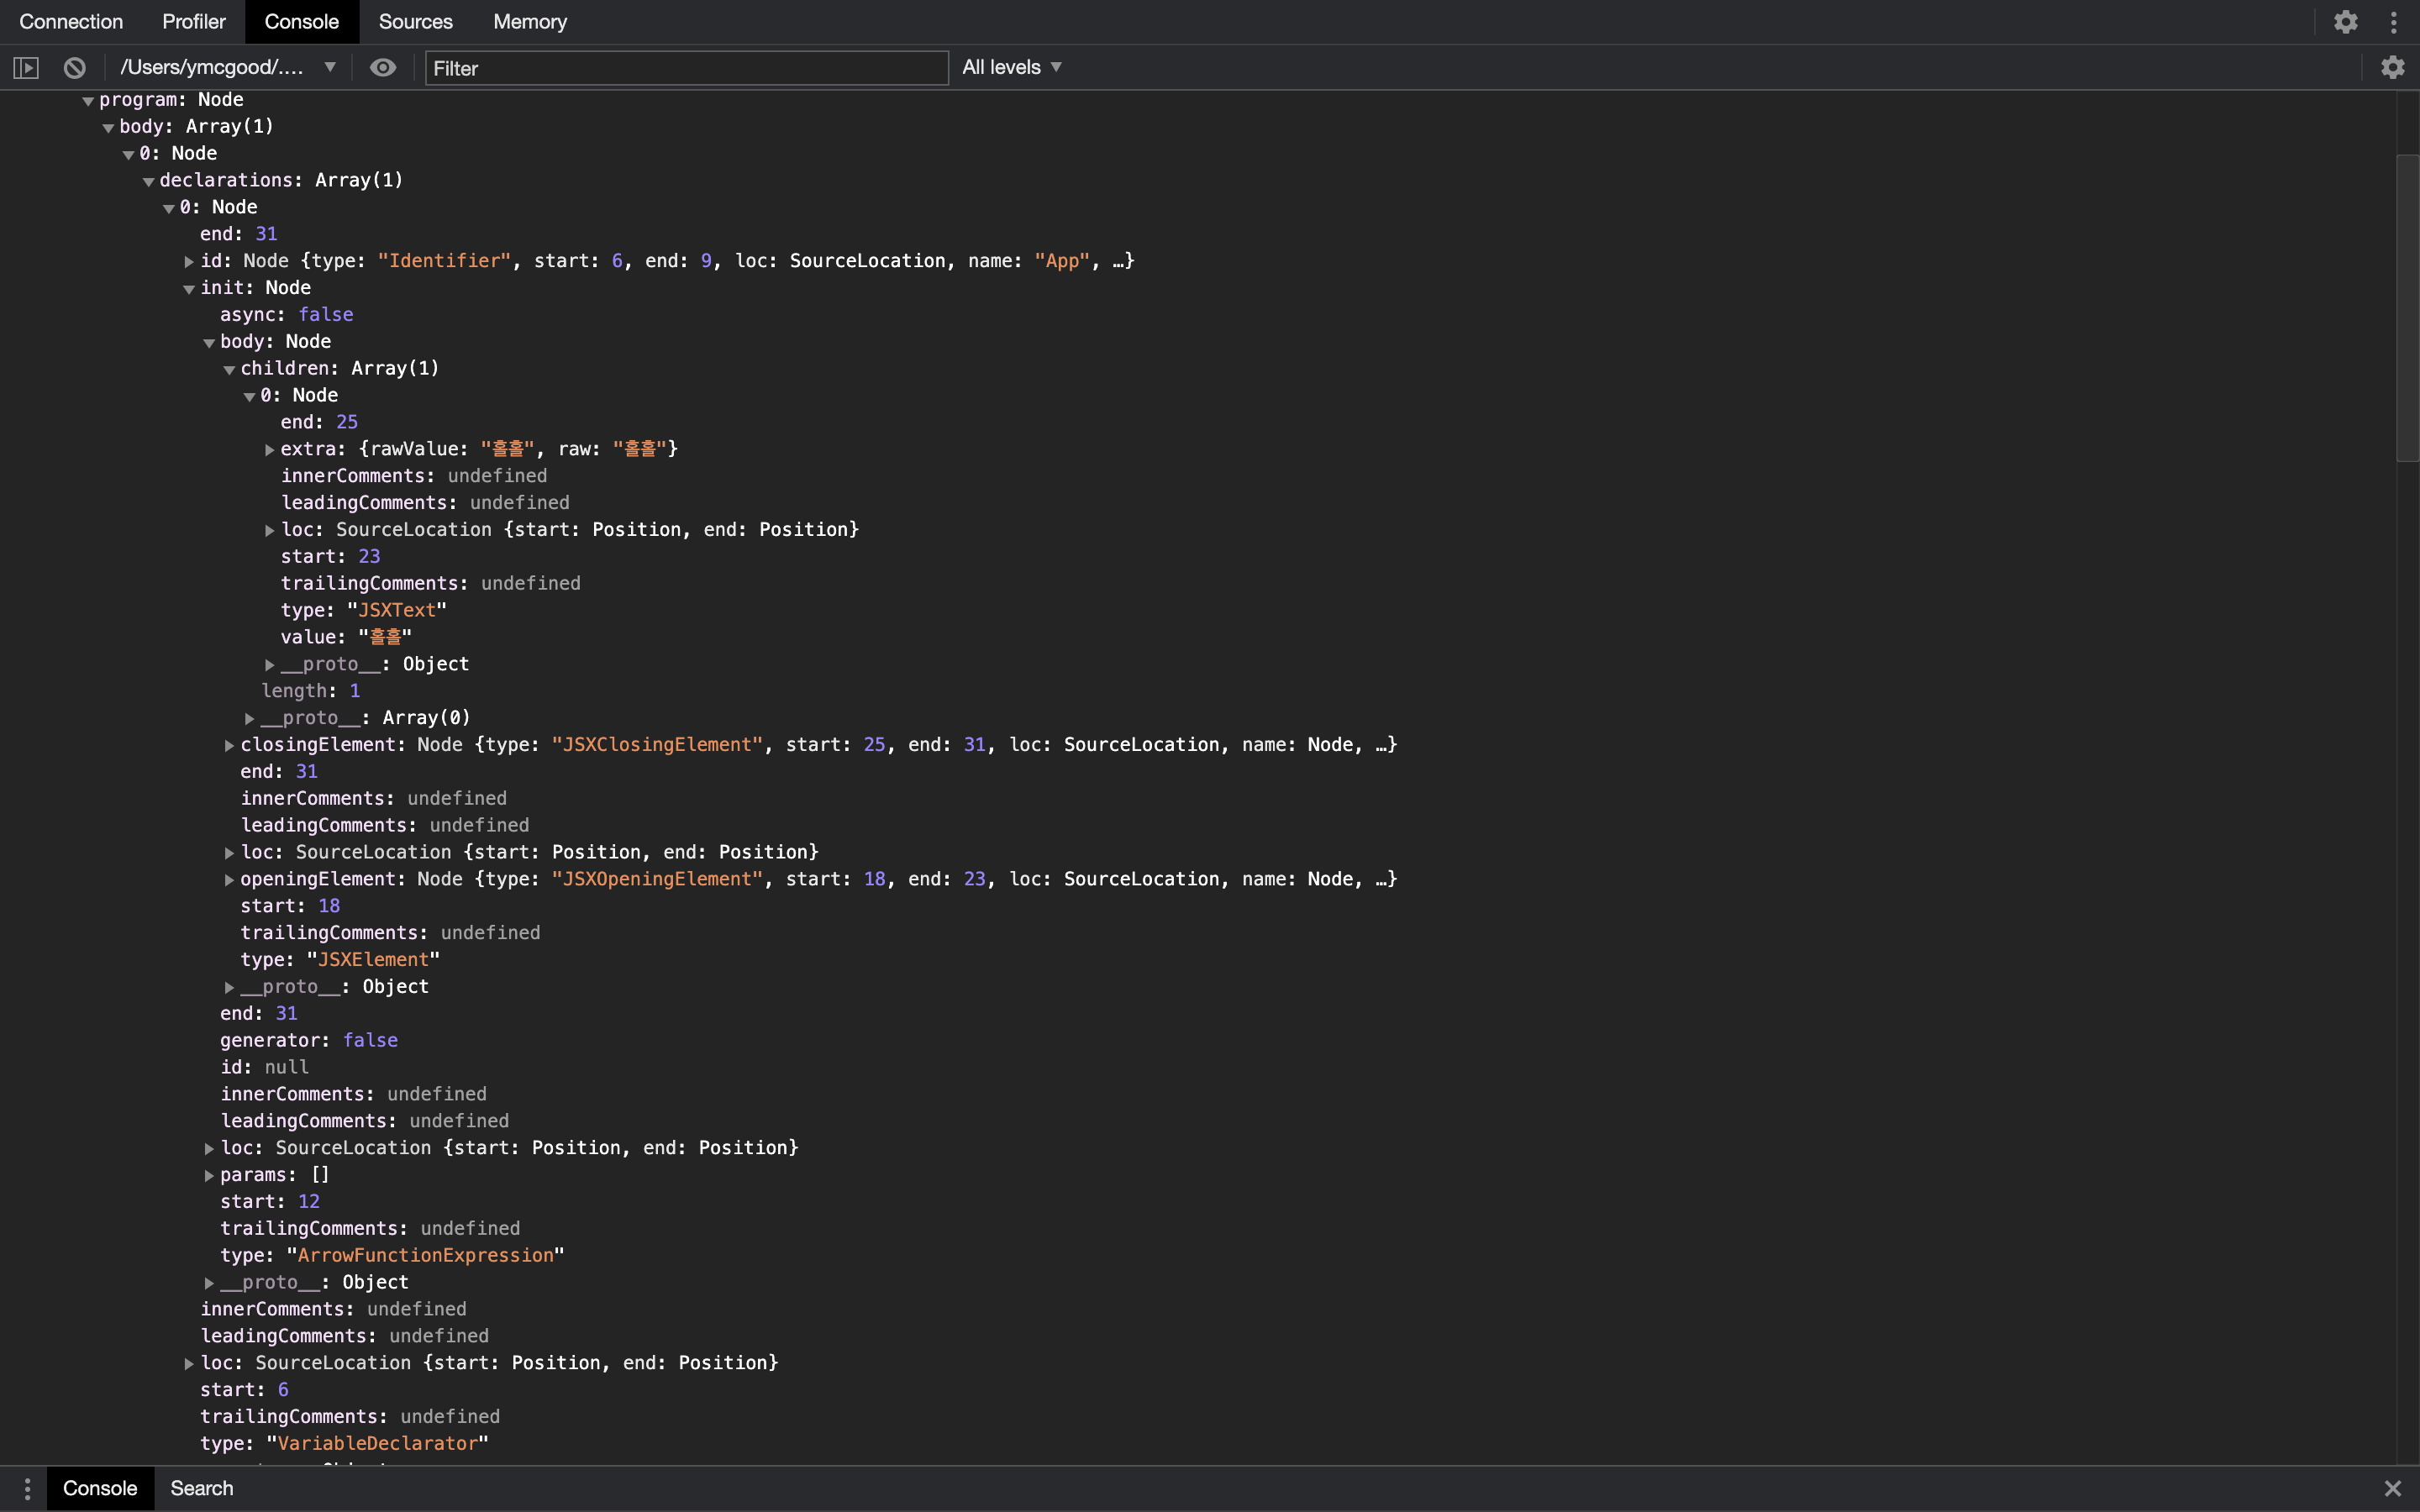 Connection Profiler Console Sources Memory
/Users/ymcgood/.... Filter All levels
program: Node
body: Array(1)
0: Node
declarations: Array(1)
0: Node
end: 31
id: Node {type: "Identifier", start: 6, end: 9, loc: SourceLocation, name: "App", …}
init: Node
async: false
body: Node
children: Array(1)
0: Node
end: 25
extra: {rawValue: "홀홀", raw: "홀홀"}
innerComments: undefined
leadingComments: undefined
loc: SourceLocation {start: Position, end: Position}
start: 23
trailingComments: undefined
type: "JSXText"
value: "홀홀"
__proto__: Object
length: 1
__proto__: Array(0)
closingElement: Node {type: "JSXClosingElement", start: 25, end: 31, loc: SourceLocation, name: Node, …}
end: 31
innerComments: undefined
leadingComments: undefined
loc: SourceLocation {start: Position, end: Position}
openingElement: Node {type: "JSXOpeningElement", start: 18, end: 23, loc: SourceLocation, name: Node, …}
start: 18
trailingComments: undefined
type: "JSXElement"
__proto__: Object
end: 31
generator: false
id: null
innerComments: undefined
leadingComments: undefined
loc: SourceLocation {start: Position, end: Position}
params: []
start: 12
trailingComments: undefined
type: "ArrowFunctionExpression"
__proto__: Object
innerComments: undefined
leadingComments: undefined
loc: SourceLocation {start: Position, end: Position}
start: 6
trailingComments: undefined
type: "VariableDeclarator"
Console Search